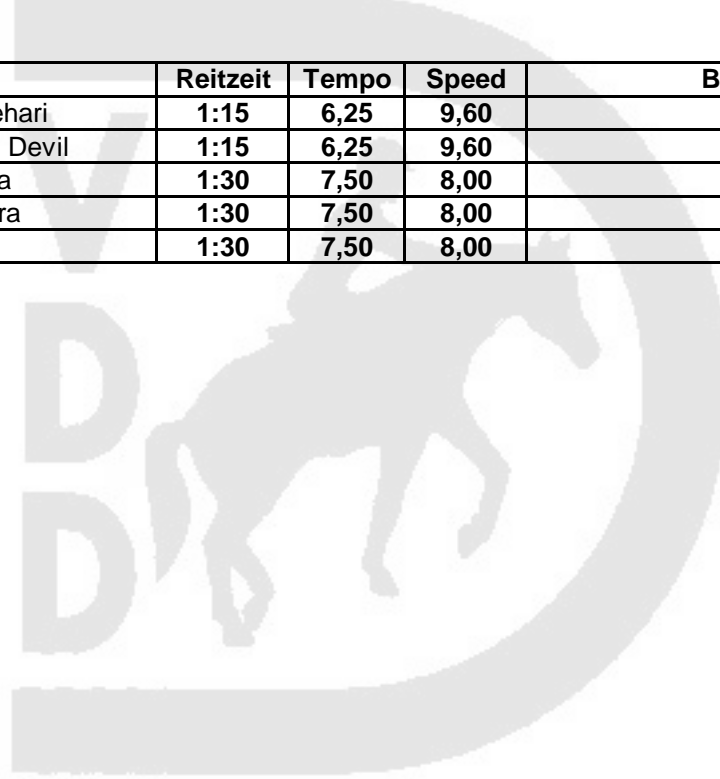 Reitzeit Tempo Speed B
ehari 1:15 6,25 9,60
Devil 1:15 6,25 9,60
a 1:30 7,50 8,00
ra 1:30 7,50 8,00
1:30 7,50 8,00
V
D
D